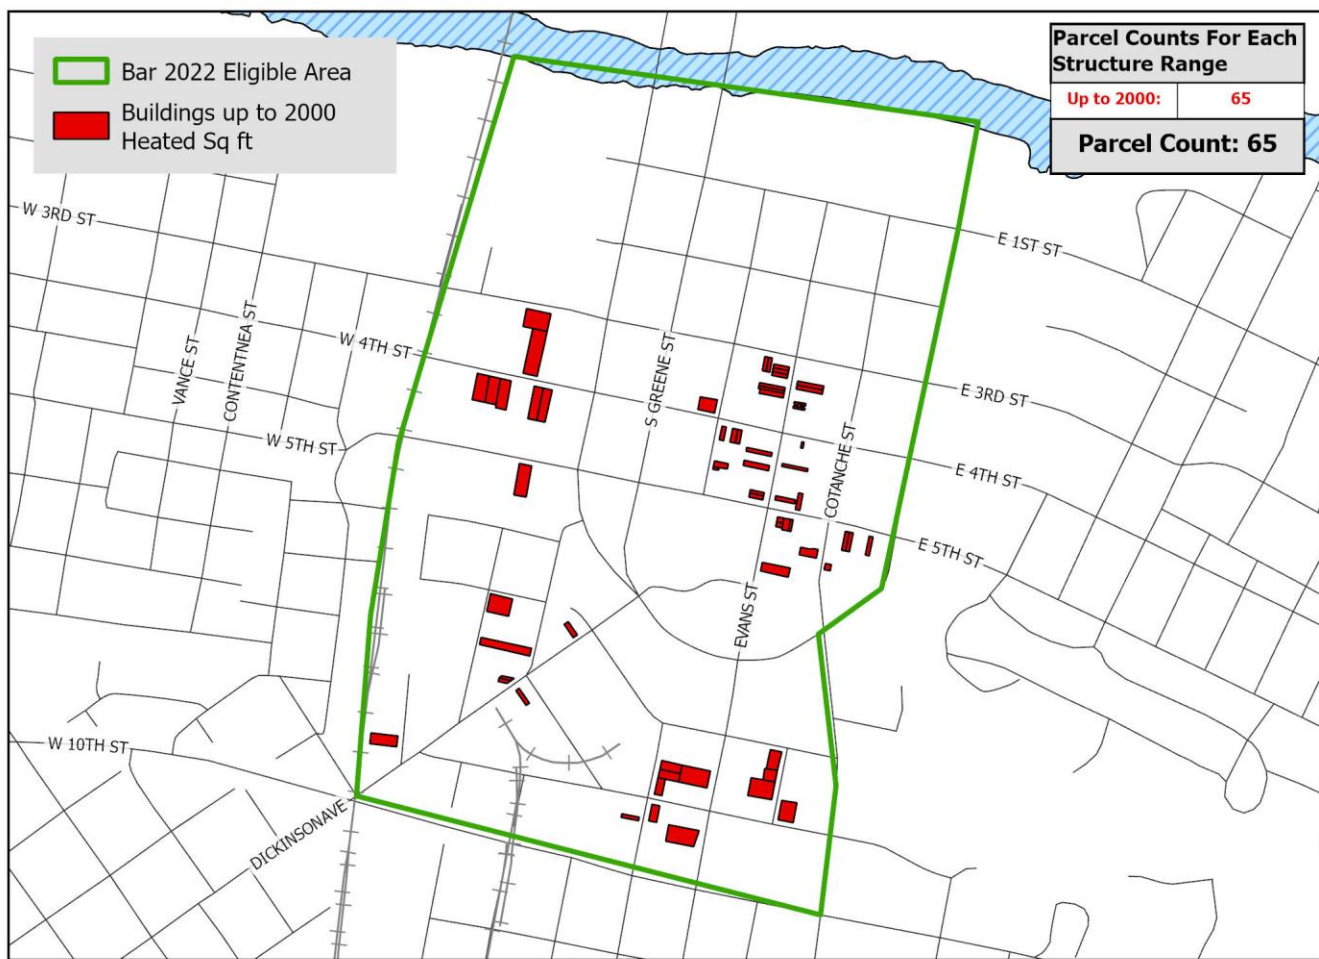 Bar 2022 Eligible Area
Buildings up to 2000
Heated Sq ft
Parcel Counts For Each
Structure Range
Up to 2000: 65
Parcel Count: 65
W 3RD ST
E 1ST ST
W 4TH ST
VANCE ST
CONTENTNEA ST
S GREENE ST
E 3RD ST
W 5TH ST
COTANCHE ST
E 4TH ST
E 5TH ST
EVANS ST
W 10TH ST
DICKINSONAVE